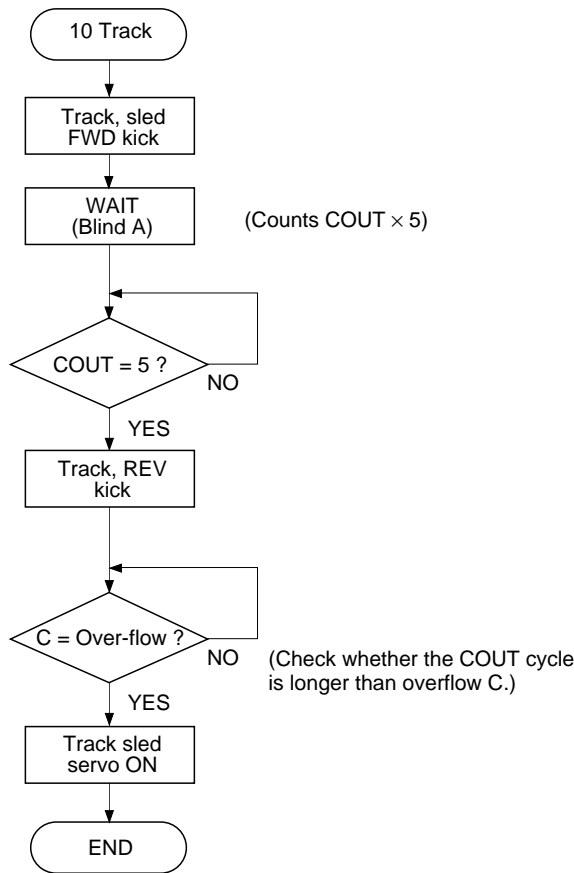 10 Track
Track, sled
FWD kick
WAIT
(Blind A)
(Counts COUT × 5)
COUT = 5 ?
NO
YES
Track, REV
kick
C = Over-flow ?
NO
(Check whether the COUT cycle
is longer than overflow C.)
YES
Track sled
servo ON
END